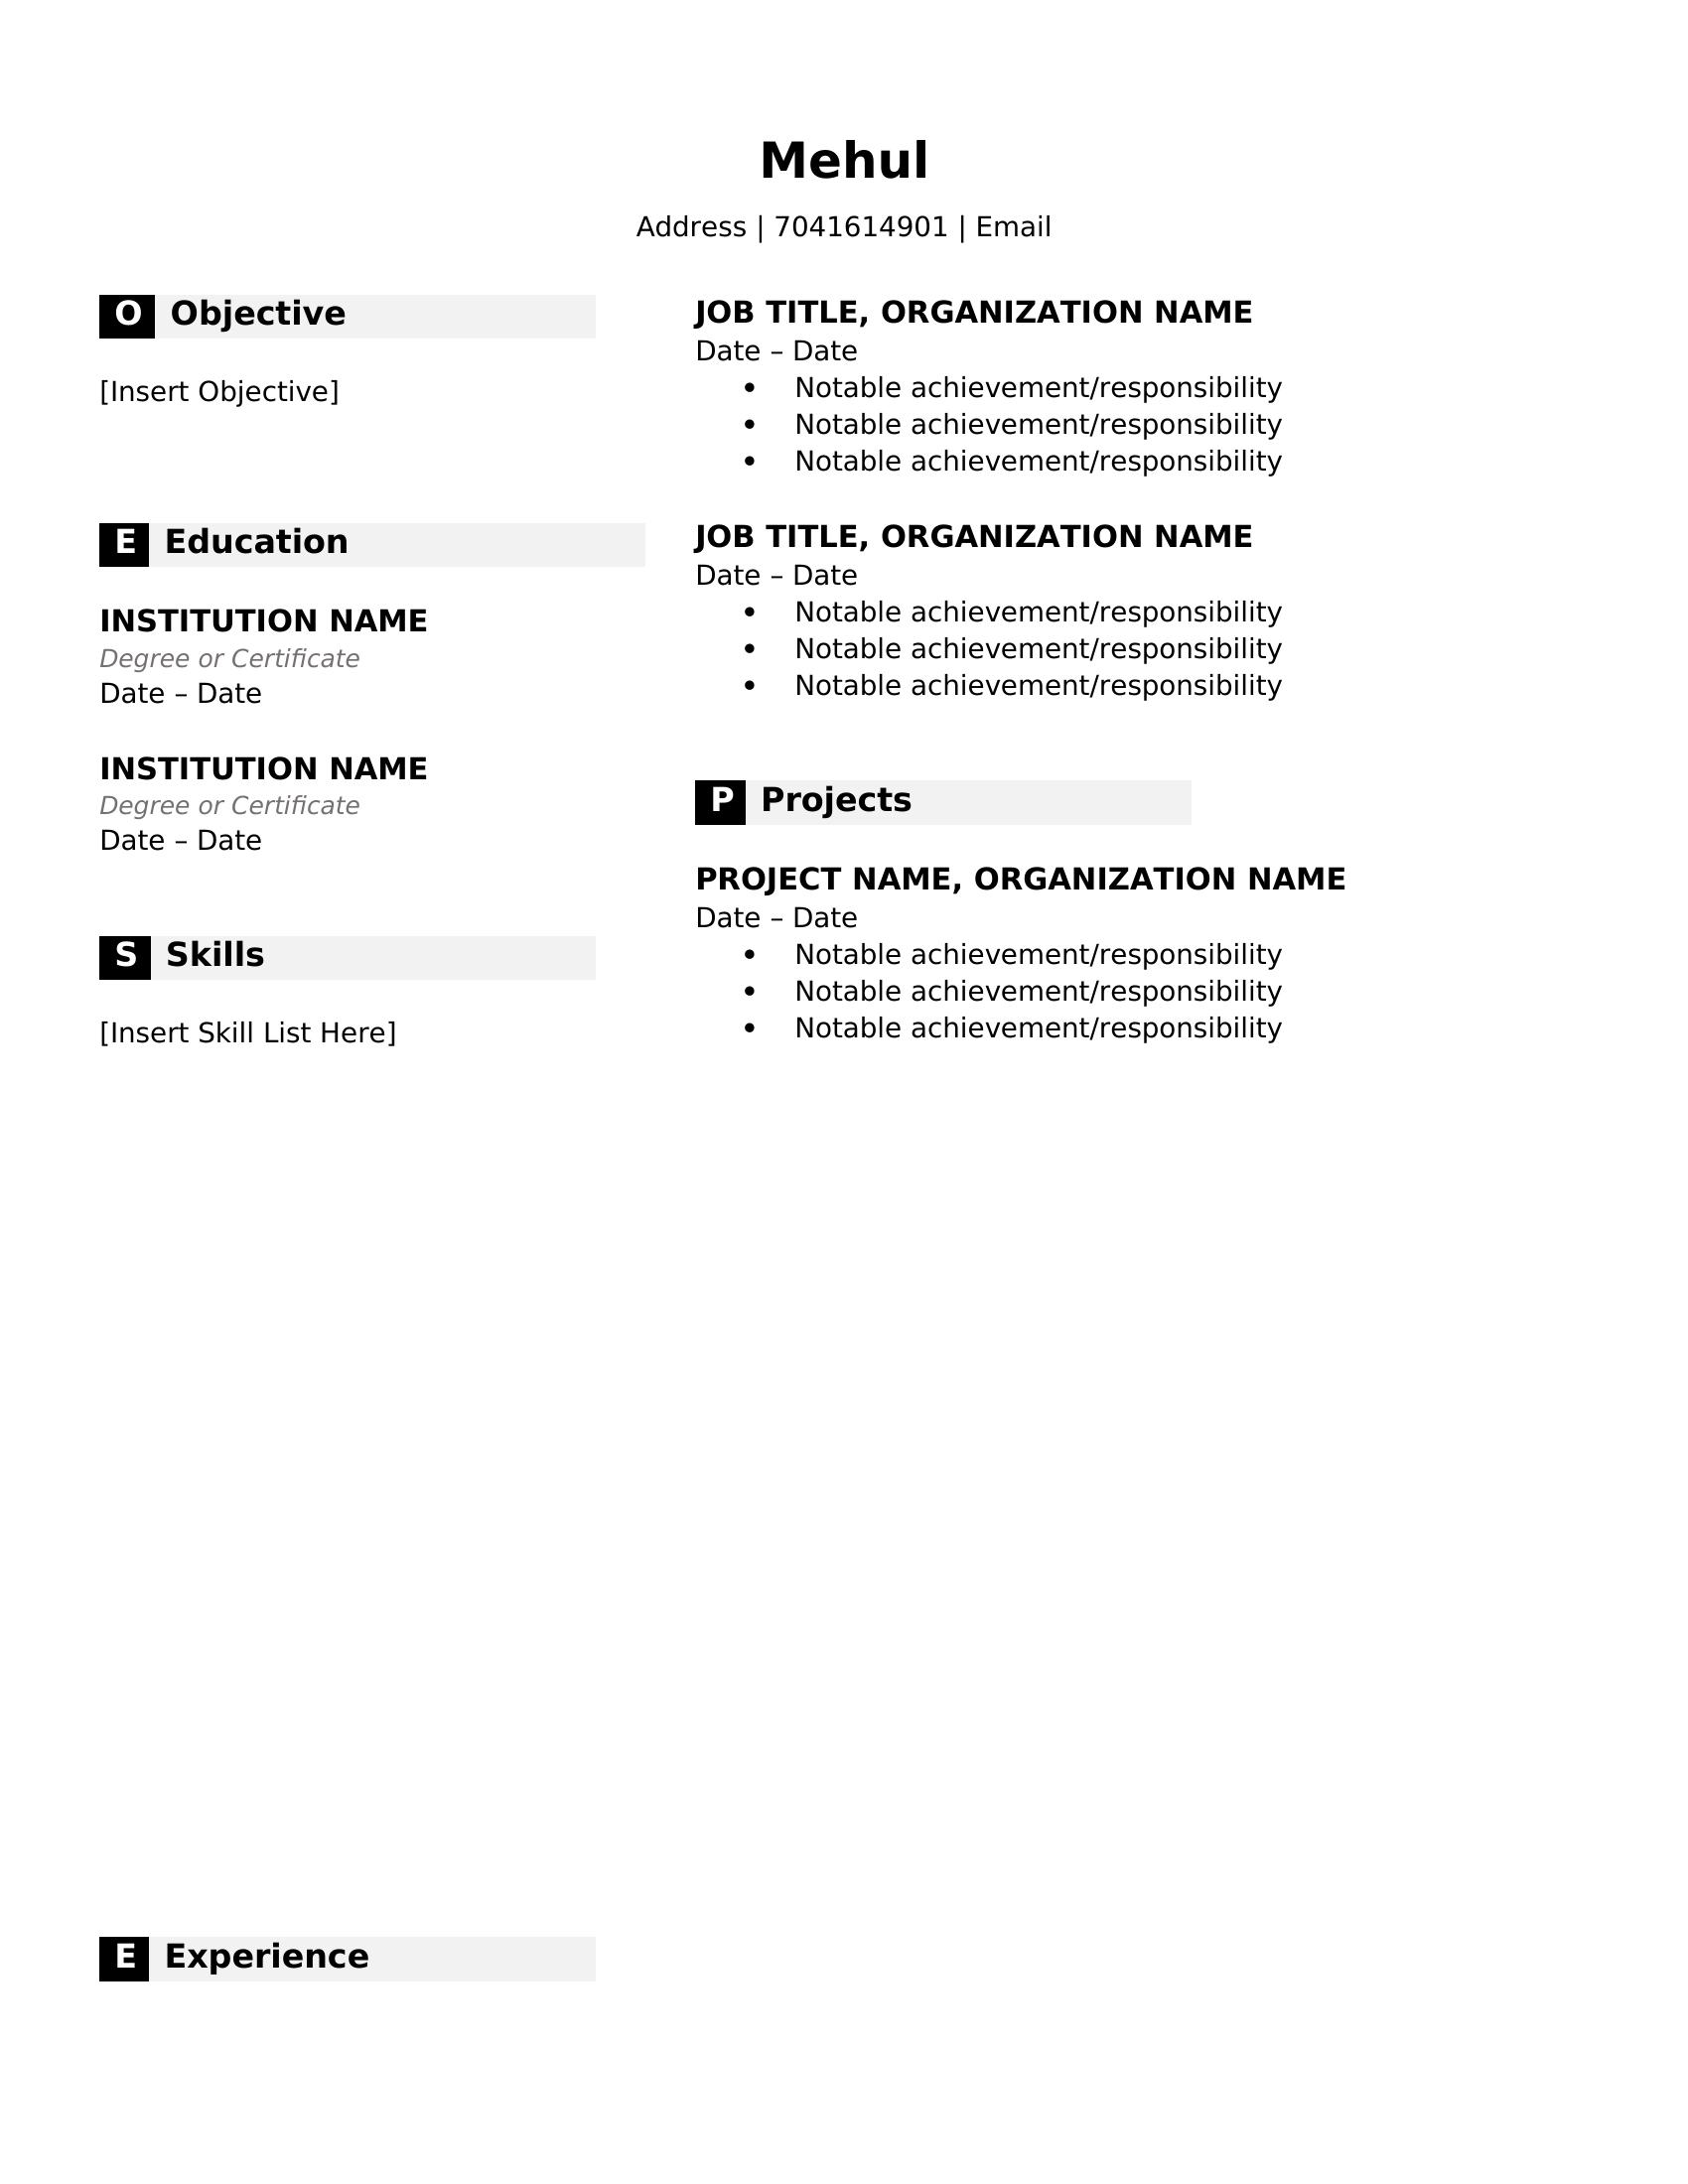 Mehul
Address | 7041614901 | Email
O Objective
[Insert Objective]
E Education
INSTITUTION NAME
Degree or Certificate
Date – Date
INSTITUTION NAME
Degree or Certificate
Date – Date
S Skills
[Insert Skill List Here]
E Experience
JOB TITLE, ORGANIZATION NAME
Date – Date
• Notable achievement/responsibility
• Notable achievement/responsibility
• Notable achievement/responsibility
JOB TITLE, ORGANIZATION NAME
Date – Date
• Notable achievement/responsibility
• Notable achievement/responsibility
• Notable achievement/responsibility
P Projects
PROJECT NAME, ORGANIZATION NAME
Date – Date
• Notable achievement/responsibility
• Notable achievement/responsibility
• Notable achievement/responsibility